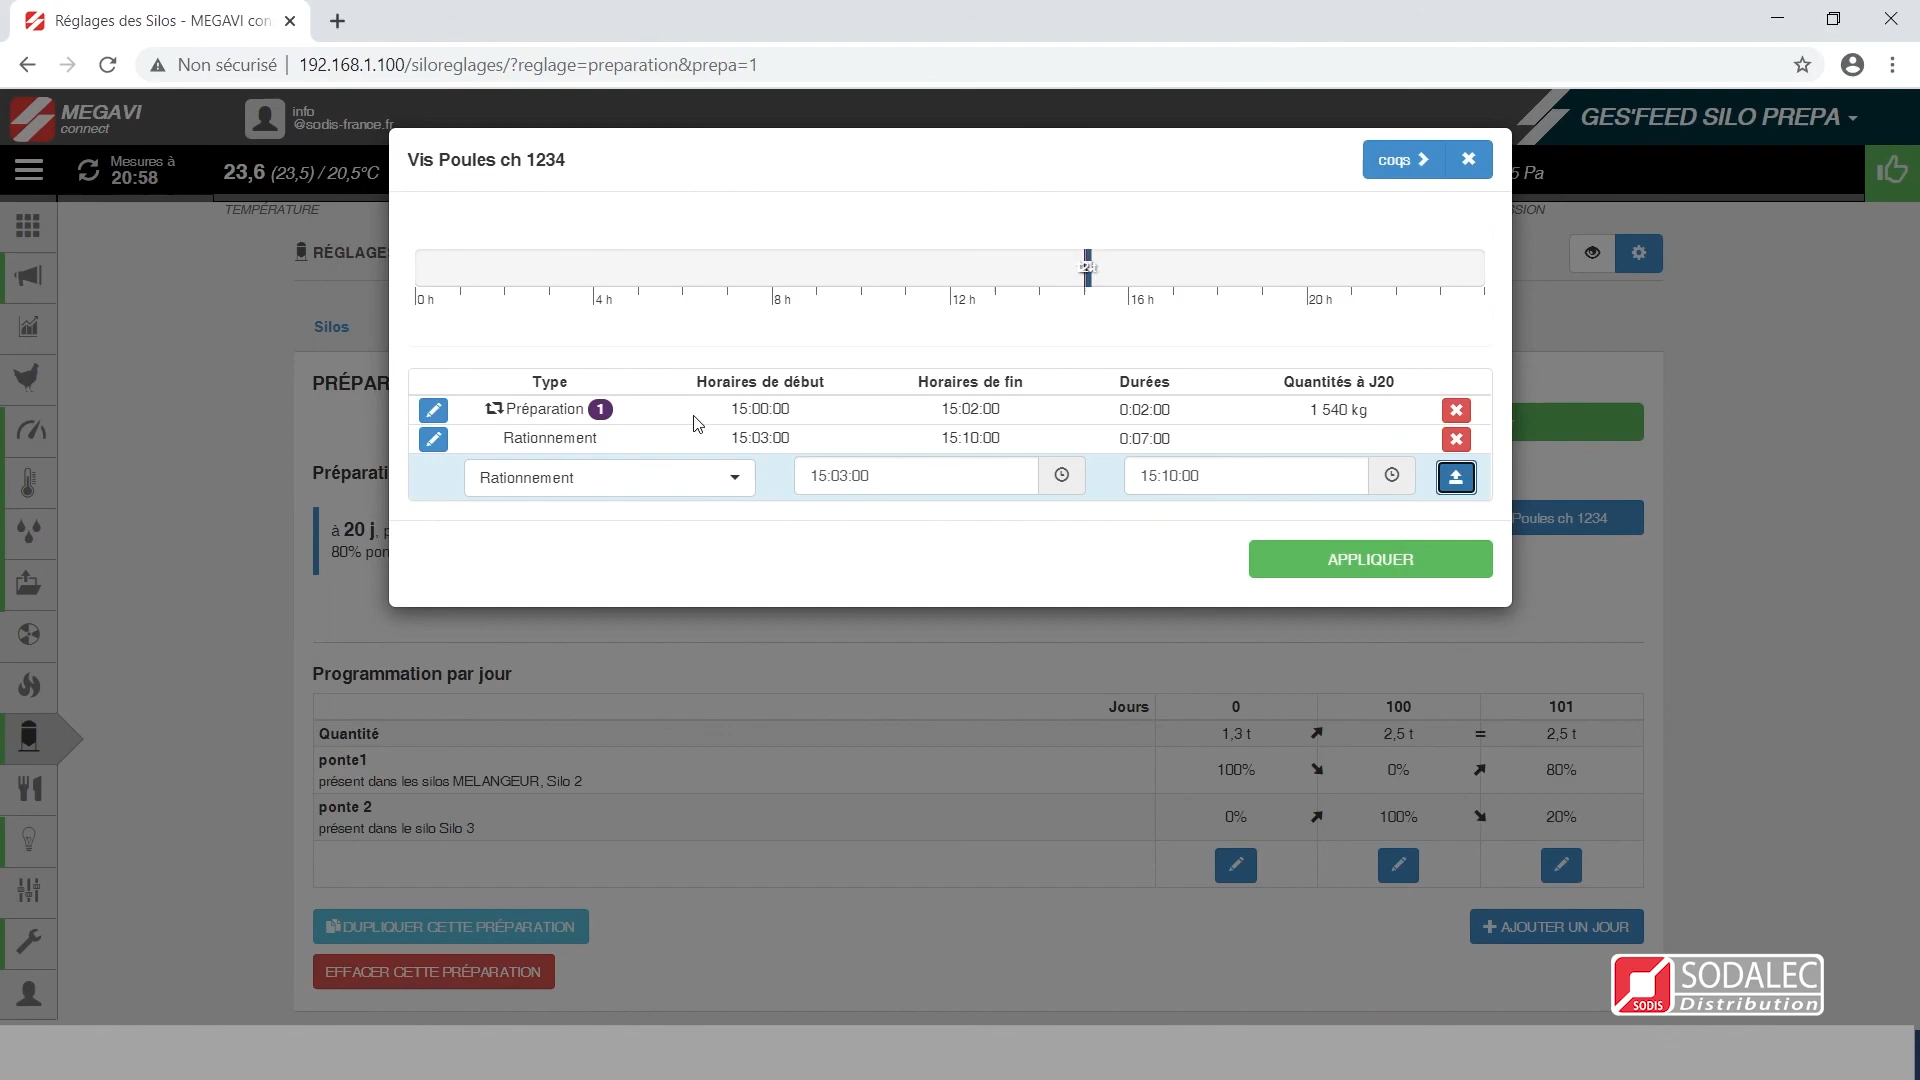 Réglages des Silos - MEGAVI con
Non sécurisé 192.168.1.100/siloreglages/?reglage=preparation&prepa=1
MEGAVI
connect
info
@sodis-france.fr
GES'FEED SILO PREPA
Mesures à
20:58
23,6 (23,5) / 20,5°C
5 Pa
TEMPÉRATURE
SSION
Vis Poules ch 1234
coqs
RÉGLAGE
0 h 4 h 8 h 12 h 16 h 20 h
Silos
Type Horaires de début Horaires de fin Durées Quantités à J20
PRÉPAR
Préparation 1 15:00:00 15:02:00 0:02:00 1 540 kg
Rationnement 15:03:00 15:10:00 0:07:00
Préparati
Rationnement 15:03:00 15:10:00
à 20 j, p
80% pon
Poules ch 1234
APPLIQUER
Programmation par jour
Jours 0 100 101
Quantité 1,3 t 2,5 t = 2,5 t
ponte1
présent dans les silos MELANGEUR, Silo 2
100% 0% 80%
ponte 2
présent dans le silo Silo 3
0% 100% 20%
DUPLIQUER CETTE PRÉPARATION
AJOUTER UN JOUR
EFFACER CETTE PRÉPARATION
SODIS
SODALEC
Distribution